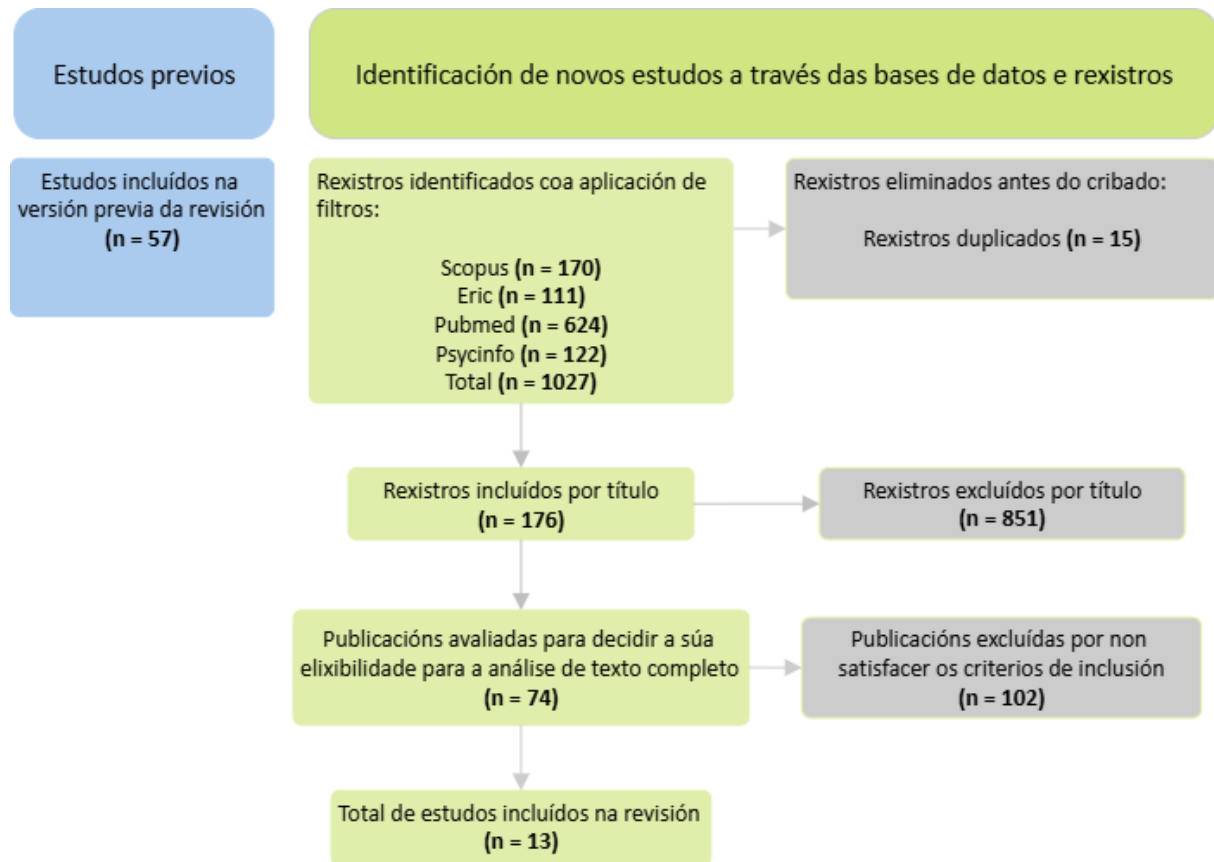 Estudos previos
Identificación de novos estudos a través das bases de datos e rexistros
Estudos incluídos na
versión previa da revisión
(n = 57)
Rexistros identificados coa aplicación de
filtros:
Scopus (n = 170)
Eric (n = 111)
Pubmed (n = 624)
Psycinfo (n = 122)
Total (n = 1027)
Rexistros eliminados antes do cribado:
Rexistros duplicados (n = 15)
Rexistros incluídos por título
(n = 176)
Rexistros excluídos por título
(n = 851)
Publicacións avaliadas para decidir a súa
elixibilidade para a análise de texto completo
(n = 74)
Publicacións excluídas por non
satisfacer os criterios de inclusión
(n = 102)
Total de estudos incluídos na revisión
(n = 13)